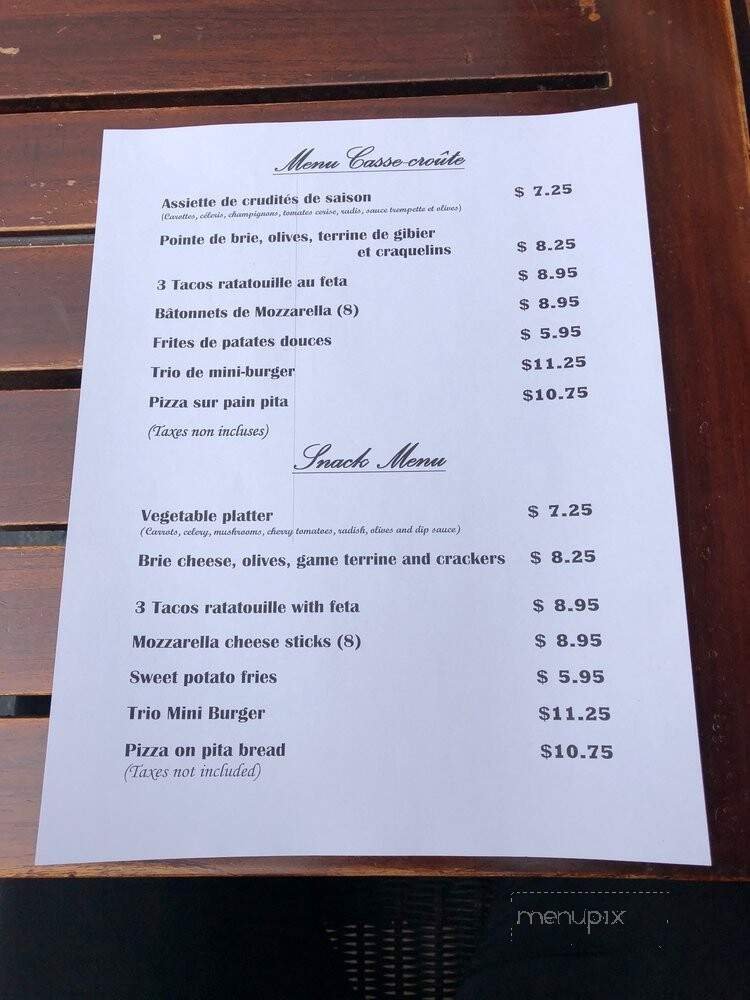 Menu Casse-croûte
Assiette de crudités de saison $ 7.25
(Carottes, céleris, champignons, tomates cerise, radis, sauce trempette et olives)
Pointe de brie, olives, terrine de gibier
et craquelins $ 8.25
3 Tacos ratatouille au feta $ 8.95
Bâtonnets de Mozzarella (8) $ 8.95
Frites de patates douces $ 5.95
Trio de mini-burger $11.25
Pizza sur pain pita $10.75
(Taxes non incluses)
Snack Menu
Vegetable platter $ 7.25
(Carrots, celery, mushrooms, cherry tomatoes, radish, olives and dip sauce)
Brie cheese, olives, game terrine and crackers $ 8.25
3 Tacos ratatouille with feta $ 8.95
Mozzarella cheese sticks (8) $ 8.95
Sweet potato fries $ 5.95
Trio Mini Burger $11.25
Pizza on pita bread $10.75
(Taxes not included)
menupix